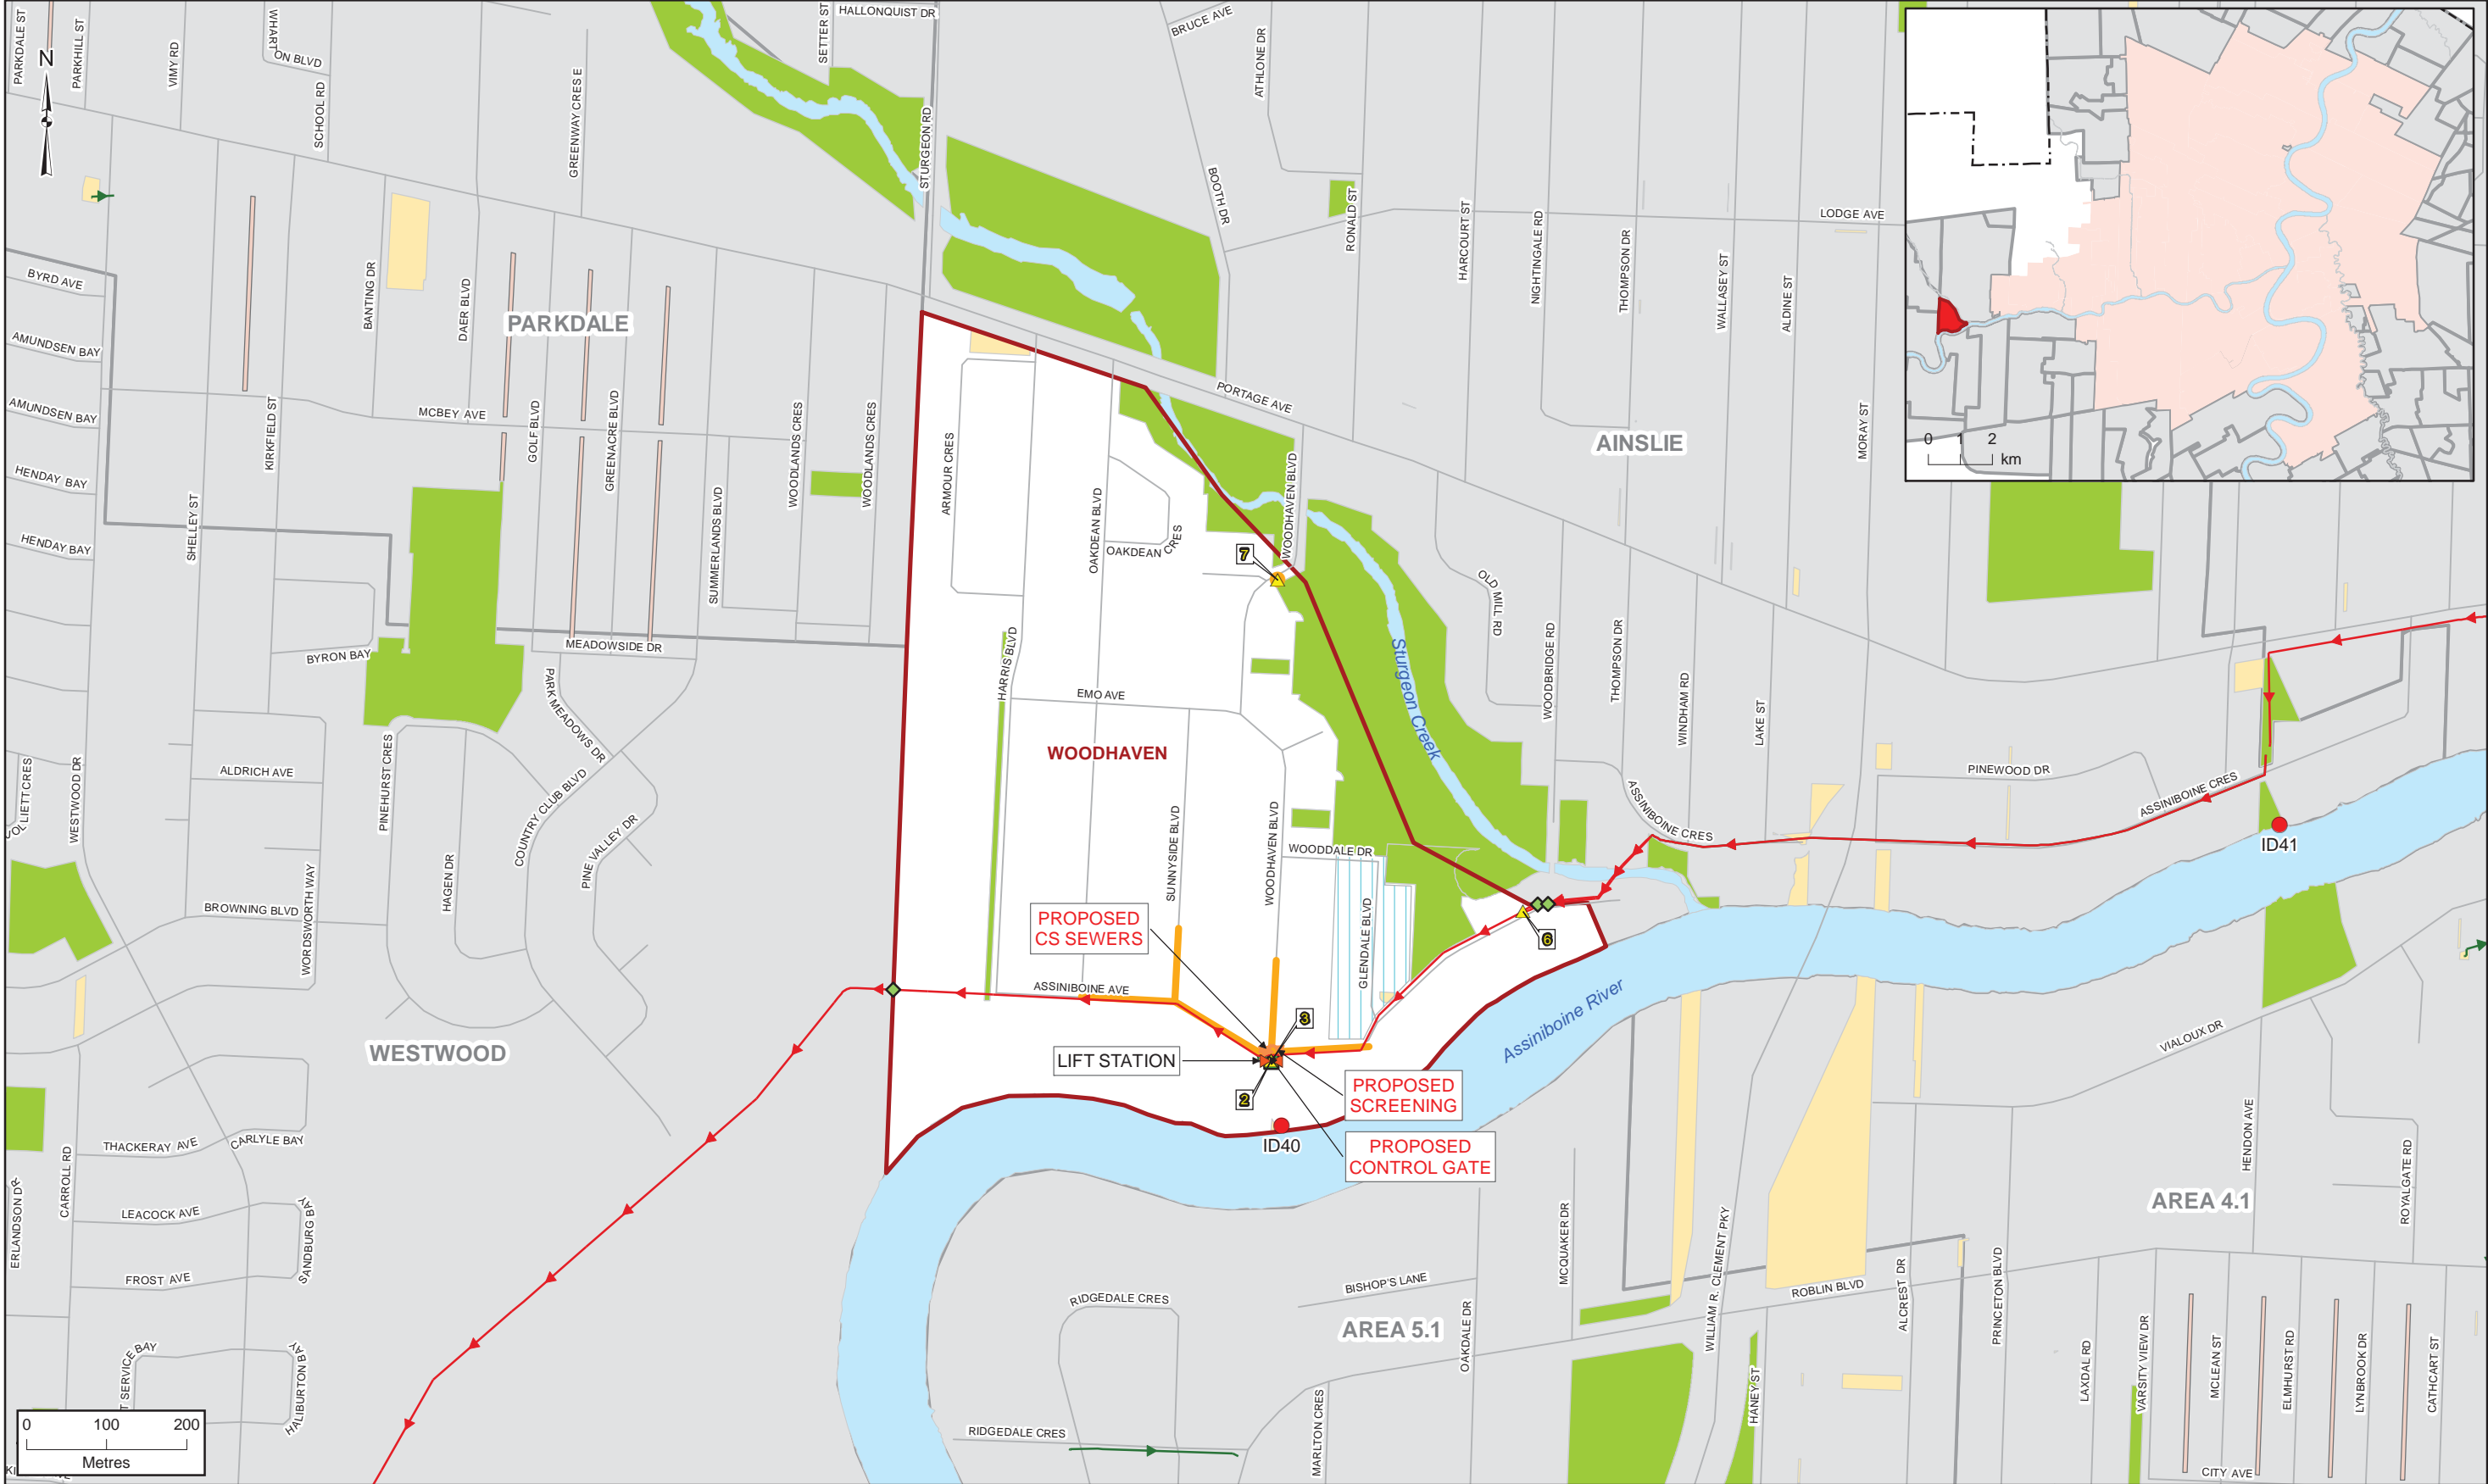 PARKDALE ST
PARKHILL ST
VIMY RD
WHART
ON BLVD
SCHOOL RD
GREENWAY CRES E
SETTER ST
HALLONQUIST DR
STURGEON RD
BRUCE AVE
ATHLONE DR
BOOTH DR
RONALD ST
HARCOURT ST
NIGHTINGALE RD
THOMPSON DR
WALLASEY ST
ALDINE ST
LODGE AVE
MORAY ST
N
0 1 2
km
BYRD AVE
AMUNDSEN BAY
AMUNDSEN BAY
HENDAY BAY
HENDAY BAY
BANTING DR
DAER BLVD
PARKDALE
MCBEY AVE
KIRKFIELD ST
SHELLEY ST
GOLF BLVD
GREENACRE BLVD
SUMMERLANDS BLVD
WOODLANDS CRES
WOODLANDS CRES
ARMOUR CRES
OAKDEAN BLVD
OAKDEAN
CRES
WOODHAVEN BLVD
PORTAGE AVE
AINSLIE
7
OLD MILL RD
WOODBRIDGE RD
THOMPSON DR
WINDHAM RD
LAKE ST
Sturgeon Creek
BYRON BAY
MEADOWSIDE DR
PARK MEADOWS DR
HARRIS BLVD
EMO AVE
WOODHAVEN
ALDRICH AVE
WESTWOOD DR
LIETT CRES
PINEHURST CRES
COUNTRY CLUB BLVD
PINE VALLEY DR
HAGEN DR
BROWNING BLVD
WORDSWORTH WAY
SUNNYSIDE BLVD
WOODHAVEN BLVD
WOODDALE DR
GLENDALE BLVD
ASSINIBOINE CRES
PINEWOOD DR
ASSINIBOINE CRES
ID41
PROPOSED
CS SEWERS
6
ASSINIBOINE AVE
3
LIFT STATION
2
PROPOSED
SCREENING
PROPOSED
CONTROL GATE
ID40
Assiniboine River
WESTWOOD
VIALOUX DR
THACKERAY AVE
CARLYLE BAY
CARROLL RD
ERLANDSON DR
LEACOCK AVE
SANDBURG BAY
FROST AVE
T SERVICE BAY
HALIBURTON BAY
0 100 200
Metres
RIDGEDALE CRES
RIDGEDALE CRES
BISHOP'S LANE
AREA 5.1
OAKDALE DR
MARLTON CRES
MCQUAKER DR
WILLIAM R. CLEMENT PKY
HANEY ST
ROBLIN BLVD
ALCREST DR
PRINCETON BLVD
AREA 4.1
HENDON AVE
ROYALGATE RD
LAXDAL RD
VARSITY VIEW DR
MCLEAN ST
ELMHURST RD
LYNBROOK DR
CATHCART ST
CITY AVE